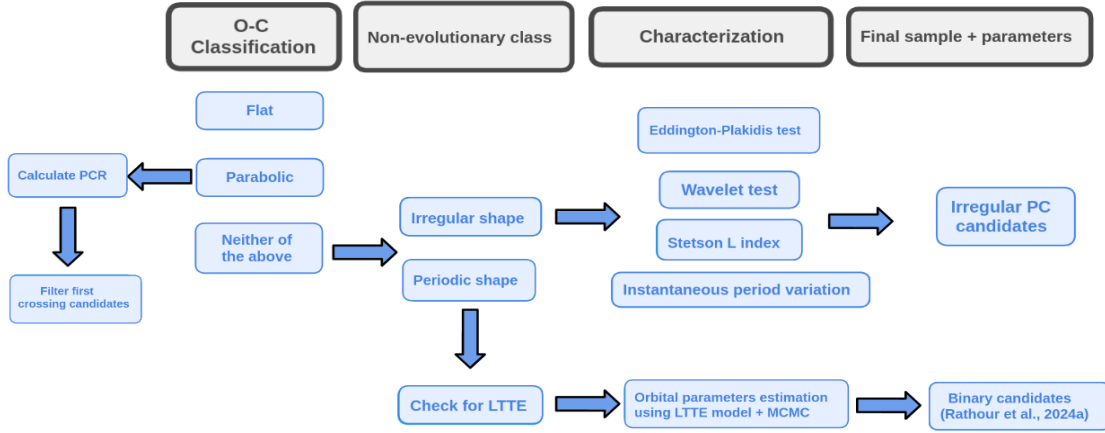 O-C
Classification
Non-evolutionary class
Characterization
Final sample + parameters
Flat
Eddington-Plakidis test
Calculate PCR
Parabolic
Wavelet test
Irregular shape
Irregular PC
candidates
Neither of
the above
Stetson L index
Periodic shape
Instantaneous period variation
Filter first
crossing candidates
Check for LTTE
Orbital parameters estimation
using LTTE model + MCMC
Binary candidates
(Rathour et al., 2024a)